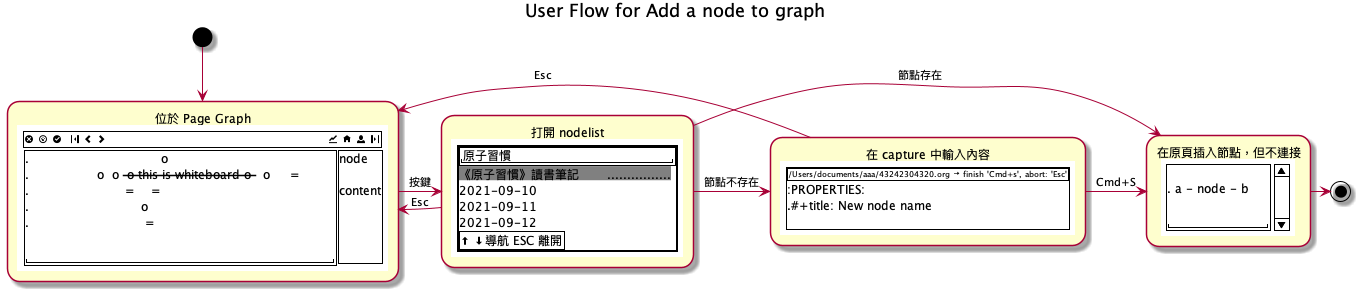 User Flow for Add a node to graph
位於 Page Graph
. o
. o o o this is whiteboard o o =
. = =
. o
. =
node
content
按鍵
Esc
打開 nodelist
原子習慣
《原子習慣》讀書筆記 ................
2021-09-10
2021-09-11
2021-09-12
↑ ↓導航 ESC 離開
Esc
節點存在
節點不存在
在 capture 中輸入內容
/Users/documents/aaa/43242304320.org → finish 'Cmd+s', abort: 'Esc'
:PROPERTIES:
.#+title: New node name
Cmd+S
在原頁插入節點，但不連接
. a - node - b